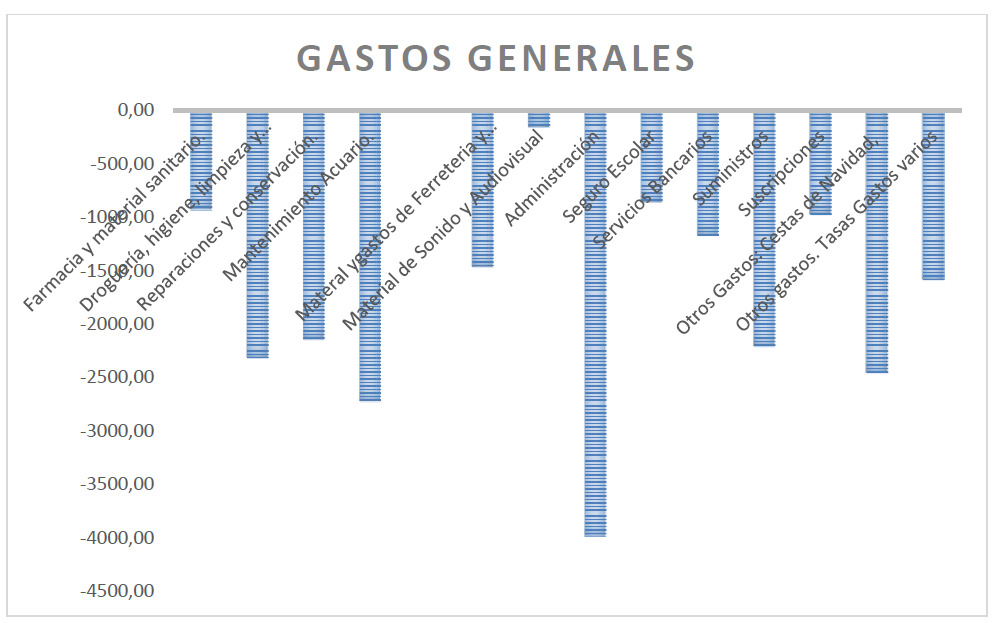 GASTOS GENERALES
0,00
-500,00
-1000,00
-1500,00
-2000,00
-2500,00
-3000,00
-3500,00
-4000,00
-4500,00
Farmacia y material sanitario.
Droguería, higiene, limpieza y...
Reparaciones y conservación.
Mantenimiento Acuario.
Materal ygastos de Ferretería y...
Material de Sonido y Audiovisual
Administración
Seguro Escolar
Servicios Bancarios
Suministros
Suscripciones
Otros Gastos: Cestas de Navidad,
Otros gastos. Tasas Gastos varios